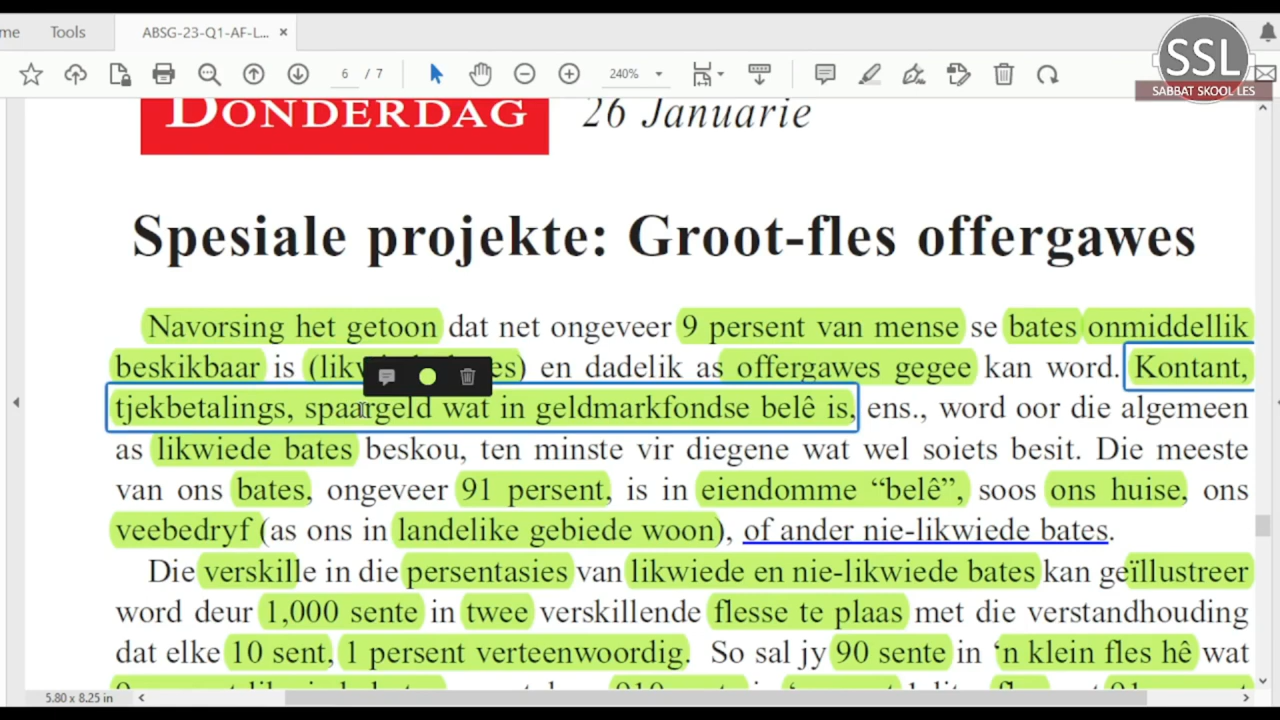 me
Tools
ABSG-23-Q1-AF-L... ×
6 / 7
240%
SSL
SABBAT SKOOL LES
DONDERDAG 26 Januarie
Spesiale projekte: Groot-fles offergawes
Navorsing het getoon dat net ongeveer 9 persent van mense se bates onmiddellik
beskikbaar is (likw es) en dadelik as offergawes gegee kan word. Kontant,
tjekbetalings, spaargeld wat in geldmarkfondse belê is, ens., word oor die algemeen
as likwiede bates beskou, ten minste vir diegene wat wel soiets besit. Die meeste
van ons bates, ongeveer 91 persent, is in eiendomme “belê”, soos ons huise, ons
veebedryf (as ons in landelike gebiede woon), of ander nie-likwiede bates.
Die verskille in die persentasies van likwiede en nie-likwiede bates kan geïllustreer
word deur 1,000 sente in twee verskillende flesse te plaas met die verstandhouding
dat elke 10 sent, 1 persent verteenwoordig. So sal jy 90 sente in ‘n klein fles hê wat
5.80 x 8.25 in